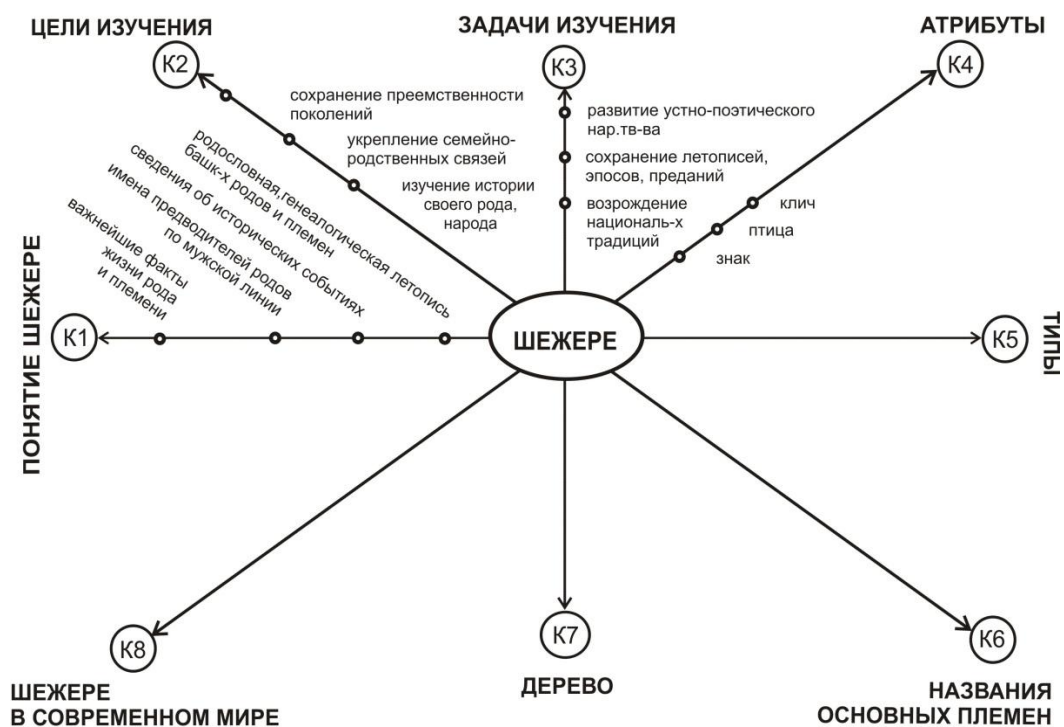 ЦЕЛИ ИЗУЧЕНИЯ
ЗАДАЧИ ИЗУЧЕНИЯ
АТРИБУТЫ
К2
К3
К4
сохранение преемственности
поколений
укрепление семейно-
родственных связей
изучение истории
своего рода,
народа
развитие устно-поэтического
нар.тв-ва
сохранение летописей,
эпосов, преданий
возрождение
националь-х
традиций
клич
птица
знак
родословная,генеалогическая летопись
башк-х родов и племен
сведения об исторических событиях
имена предводителей родов
по мужской линии
важнейшие факты
жизни рода
и племени
ПОНЯТИЕ ШЕЖЕРЕ
К1
ШЕЖЕРЕ
К5
ТИПЫ
К8
К7
К6
ШЕЖЕРЕ
В СОВРЕМЕННОМ МИРЕ
ДЕРЕВО
НАЗВАНИЯ
ОСНОВНЫХ ПЛЕМЕН